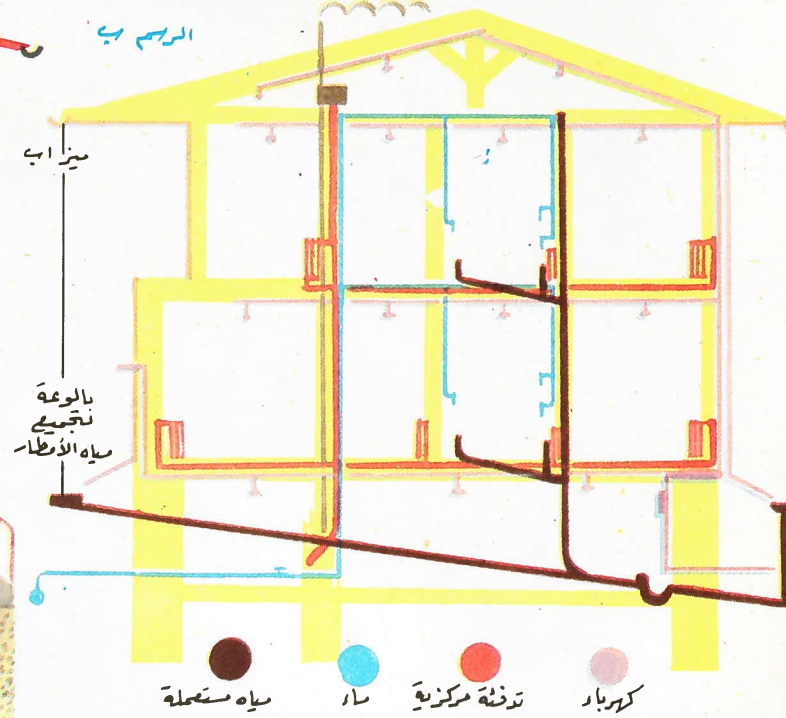 الرسم ب
ميزاب
بالوعة
لتجميع
مياه الأمطار
كهرباء
تدفئة مركزية
ماء
مياه مستعملة